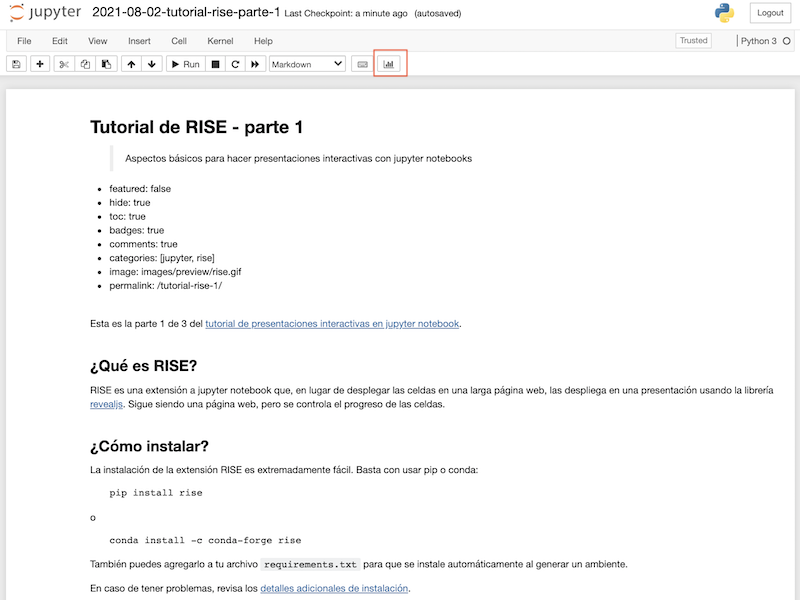 jupyter 2021-08-02-tutorial-rise-parte-1 Last Checkpoint: a minute ago (autosaved)
Logout
File Edit View Insert Cell Kernel Help
Trusted
Python 3
Run
Markdown
Tutorial de RISE - parte 1
Aspectos básicos para hacer presentaciones interactivas con jupyter notebooks
• featured: false
• hide: true
• toc: true
• badges: true
• comments: true
• categories: [jupyter, rise]
• image: images/preview/rise.gif
• permalink: /tutorial-rise-1/
Esta es la parte 1 de 3 del tutorial de presentaciones interactivas en jupyter notebook.
¿Qué es RISE?
RISE es una extensión a jupyter notebook que, en lugar de desplegar las celdas en una larga página web, las despliega en una presentación usando la librería
revealjs. Sigue siendo una página web, pero se controla el progreso de las celdas.
¿Cómo instalar?
La instalación de la extensión RISE es extremadamente fácil. Basta con usar pip o conda:
pip install rise
o
conda install -c conda-forge rise
También puedes agregarlo a tu archivo requirements.txt para que se instale automáticamente al generar un ambiente.
En caso de tener problemas, revisa los detalles adicionales de instalación.